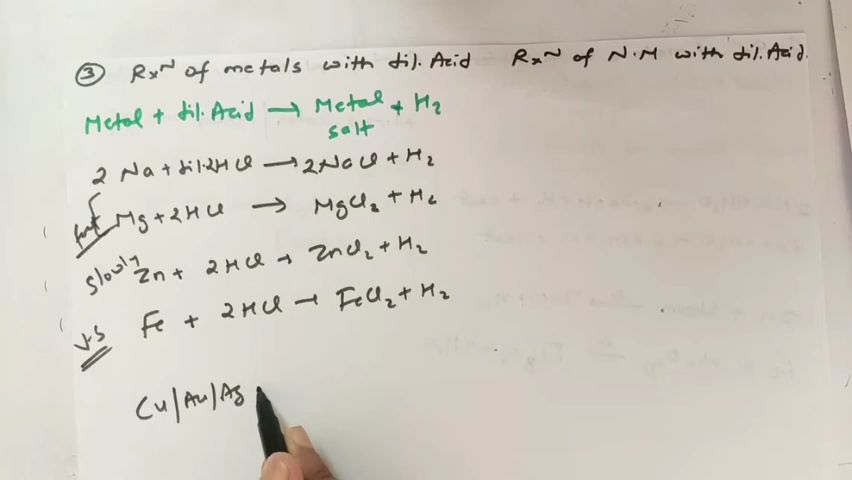 ③ Rxᴺ of metals with dil. Acid
Rxᴺ of N.M with dil. Acid.
Metal + dil. Acid → Metal salt + H₂
2 Na + dil. 2HCl → 2NaCl + H₂
fast Mg + 2HCl → MgCl₂ + H₂
slowly Zn + 2HCl → ZnCl₂ + H₂
v.s Fe + 2HCl → FeCl₂ + H₂
Cu/Au/Ag